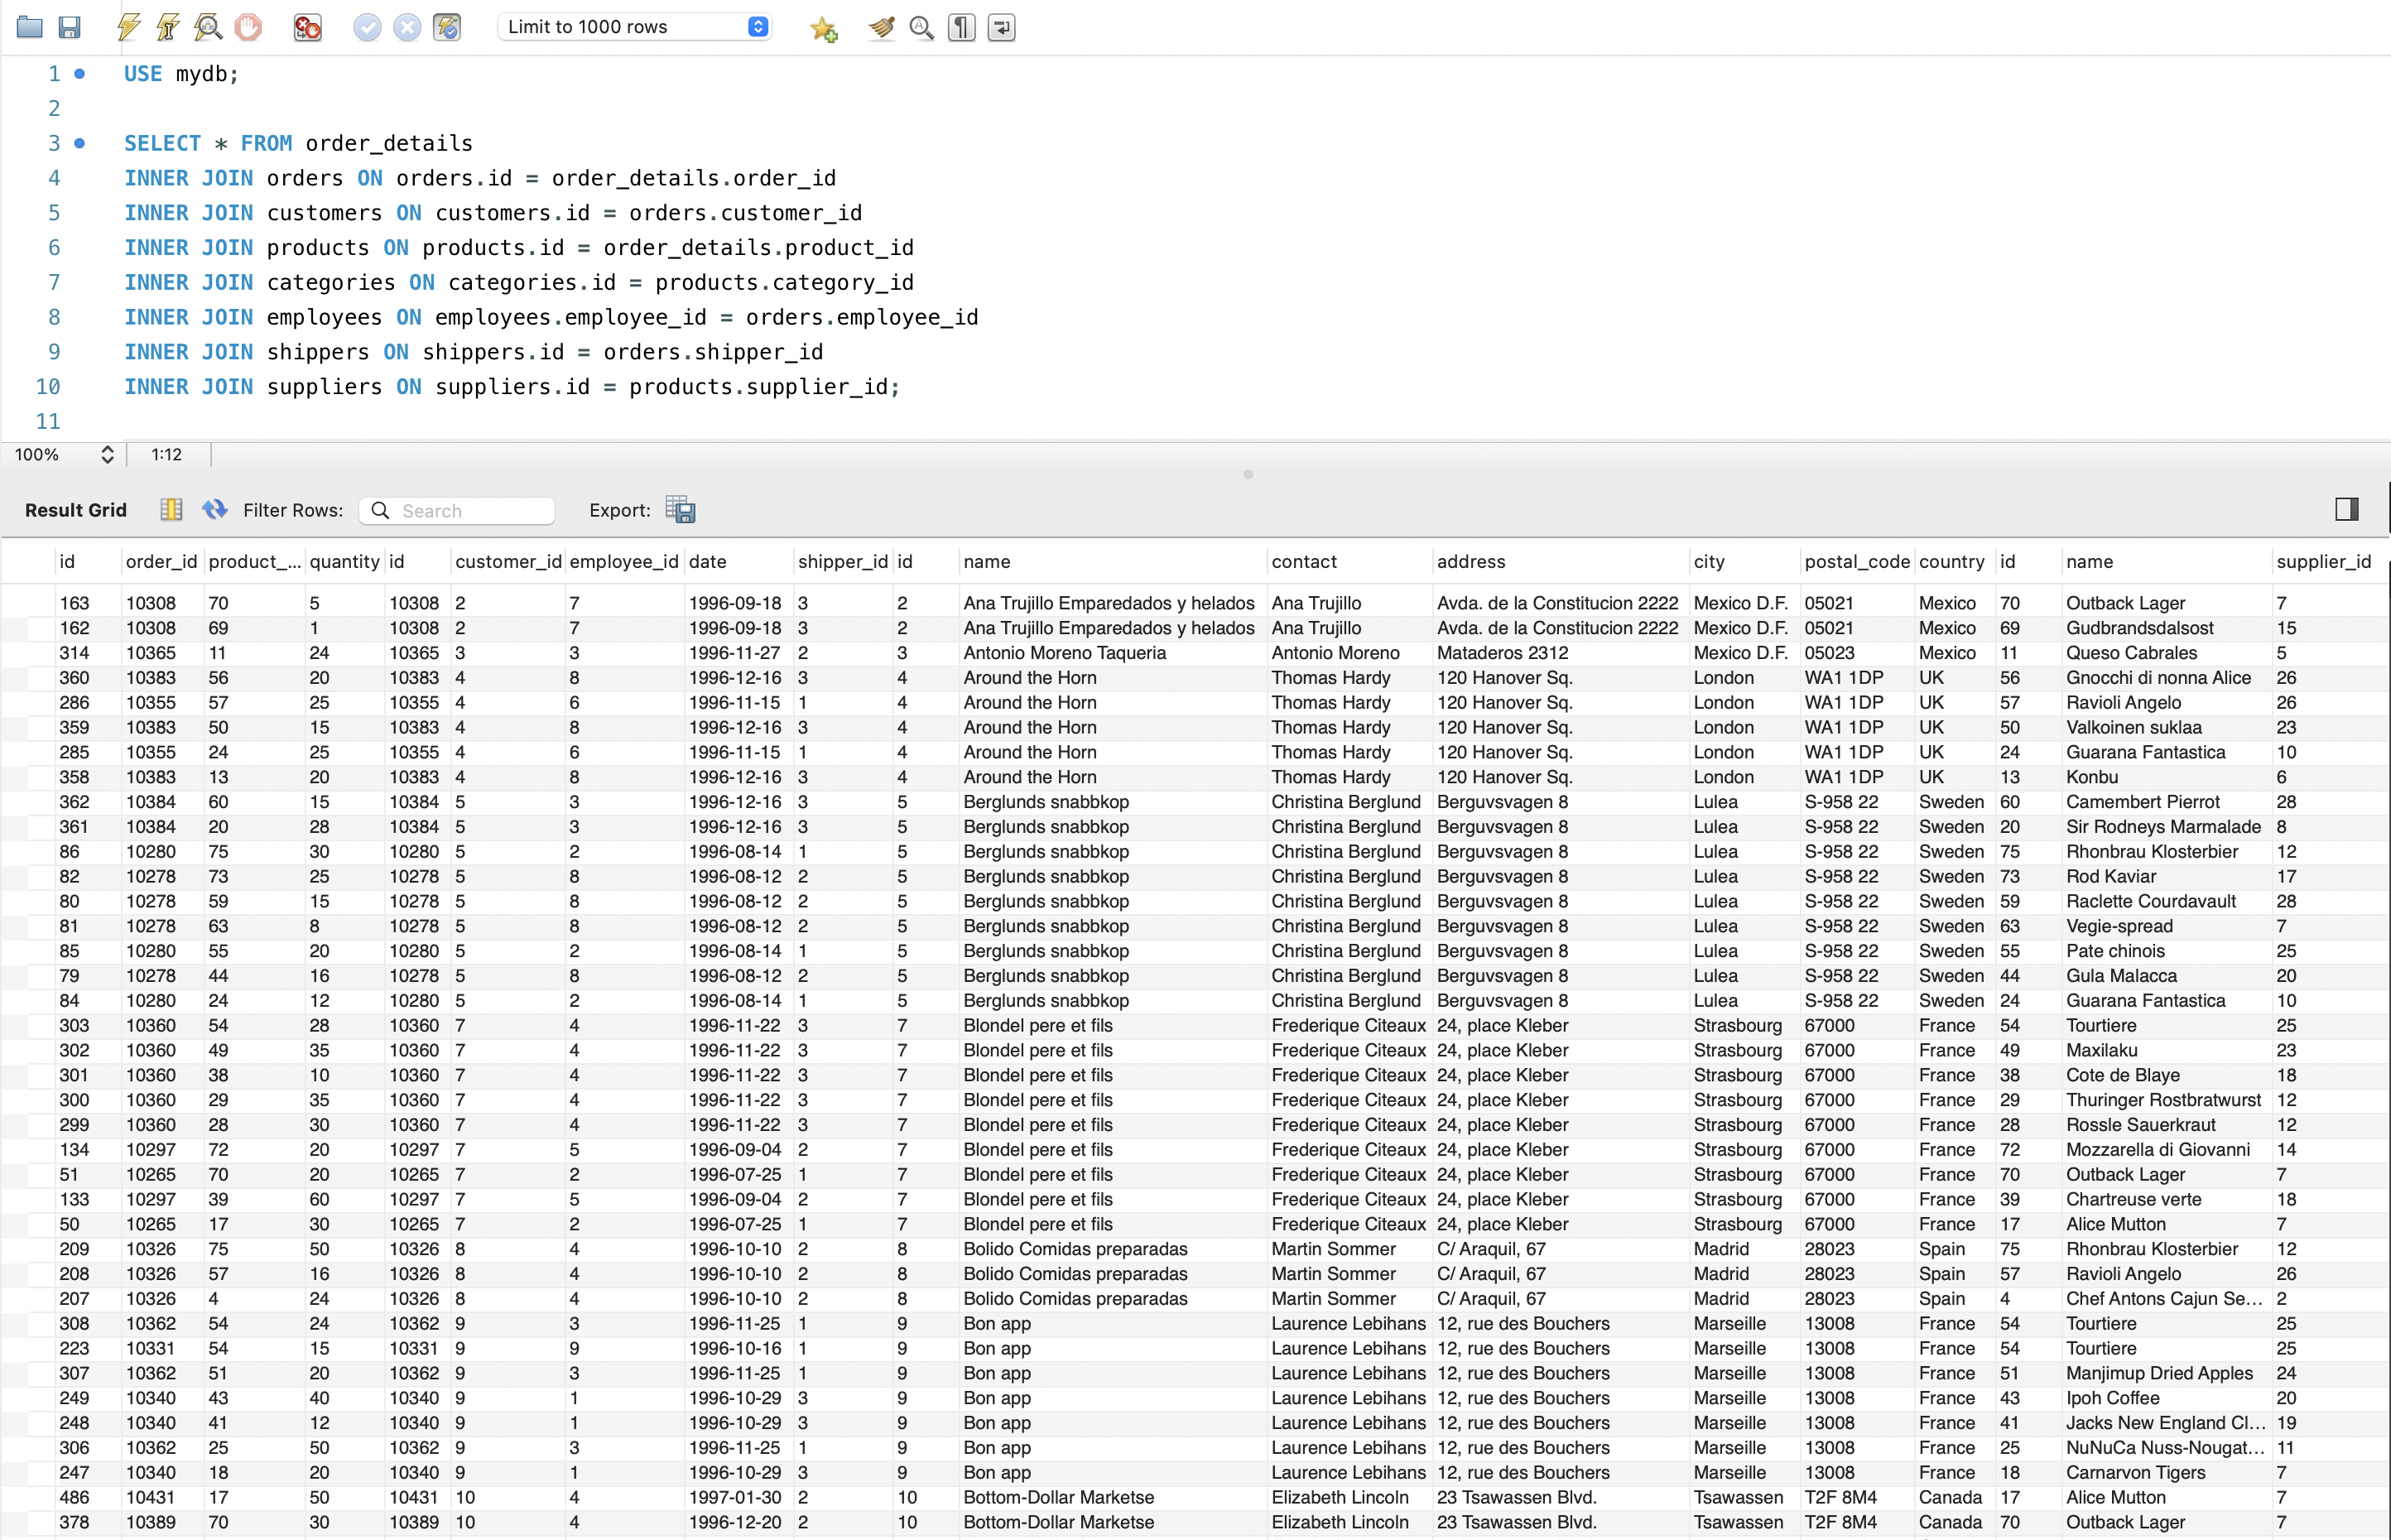 Limit to 1000 rows
1 USE mydb;
2
3 SELECT * FROM order_details
4 INNER JOIN orders ON orders.id = order_details.order_id
5 INNER JOIN customers ON customers.id = orders.customer_id
6 INNER JOIN products ON products.id = order_details.product_id
7 INNER JOIN categories ON categories.id = products.category_id
8 INNER JOIN employees ON employees.employee_id = orders.employee_id
9 INNER JOIN shippers ON shippers.id = orders.shipper_id
10 INNER JOIN suppliers ON suppliers.id = products.supplier_id;
11
100% 1:12
Result Grid Filter Rows: Search Export:
id order_id product_... quantity id customer_id employee_id date shipper_id id name contact address city postal_code country id name supplier_id
163 10308 70 5 10308 2 7 1996-09-18 3 2 Ana Trujillo Emparedados y helados Ana Trujillo Avda. de la Constitucion 2222 Mexico D.F. 05021 Mexico 70 Outback Lager 7
162 10308 69 1 10308 2 7 1996-09-18 3 2 Ana Trujillo Emparedados y helados Ana Trujillo Avda. de la Constitucion 2222 Mexico D.F. 05021 Mexico 69 Gudbrandsdalsost 15
314 10365 11 24 10365 3 3 1996-11-27 2 3 Antonio Moreno Taqueria Antonio Moreno Mataderos 2312 Mexico D.F. 05023 Mexico 11 Queso Cabrales 5
360 10383 56 20 10383 4 8 1996-12-16 3 4 Around the Horn Thomas Hardy 120 Hanover Sq. London WA1 1DP UK 56 Gnocchi di nonna Alice 26
286 10355 57 25 10355 4 6 1996-11-15 1 4 Around the Horn Thomas Hardy 120 Hanover Sq. London WA1 1DP UK 57 Ravioli Angelo 26
359 10383 50 15 10383 4 8 1996-12-16 3 4 Around the Horn Thomas Hardy 120 Hanover Sq. London WA1 1DP UK 50 Valkoinen suklaa 23
285 10355 24 25 10355 4 6 1996-11-15 1 4 Around the Horn Thomas Hardy 120 Hanover Sq. London WA1 1DP UK 24 Guarana Fantastica 10
358 10383 13 20 10383 4 8 1996-12-16 3 4 Around the Horn Thomas Hardy 120 Hanover Sq. London WA1 1DP UK 13 Konbu 6
362 10384 60 15 10384 5 3 1996-12-16 3 5 Berglunds snabbkop Christina Berglund Berguvsvagen 8 Lulea S-958 22 Sweden 60 Camembert Pierrot 28
361 10384 20 28 10384 5 3 1996-12-16 3 5 Berglunds snabbkop Christina Berglund Berguvsvagen 8 Lulea S-958 22 Sweden 20 Sir Rodneys Marmalade 8
86 10280 75 30 10280 5 2 1996-08-14 1 5 Berglunds snabbkop Christina Berglund Berguvsvagen 8 Lulea S-958 22 Sweden 75 Rhonbrau Klosterbier 12
82 10278 73 25 10278 5 8 1996-08-12 2 5 Berglunds snabbkop Christina Berglund Berguvsvagen 8 Lulea S-958 22 Sweden 73 Rod Kaviar 17
80 10278 59 15 10278 5 8 1996-08-12 2 5 Berglunds snabbkop Christina Berglund Berguvsvagen 8 Lulea S-958 22 Sweden 59 Raclette Courdavault 28
81 10278 63 8 10278 5 8 1996-08-12 2 5 Berglunds snabbkop Christina Berglund Berguvsvagen 8 Lulea S-958 22 Sweden 63 Vegie-spread 7
85 10280 55 20 10280 5 2 1996-08-14 1 5 Berglunds snabbkop Christina Berglund Berguvsvagen 8 Lulea S-958 22 Sweden 55 Pate chinois 25
79 10278 44 16 10278 5 8 1996-08-12 2 5 Berglunds snabbkop Christina Berglund Berguvsvagen 8 Lulea S-958 22 Sweden 44 Gula Malacca 20
84 10280 24 12 10280 5 2 1996-08-14 1 5 Berglunds snabbkop Christina Berglund Berguvsvagen 8 Lulea S-958 22 Sweden 24 Guarana Fantastica 10
303 10360 54 28 10360 7 4 1996-11-22 3 7 Blondel pere et fils Frederique Citeaux 24, place Kleber Strasbourg 67000 France 54 Tourtiere 25
302 10360 49 35 10360 7 4 1996-11-22 3 7 Blondel pere et fils Frederique Citeaux 24, place Kleber Strasbourg 67000 France 49 Maxilaku 23
301 10360 38 10 10360 7 4 1996-11-22 3 7 Blondel pere et fils Frederique Citeaux 24, place Kleber Strasbourg 67000 France 38 Cote de Blaye 18
300 10360 29 35 10360 7 4 1996-11-22 3 7 Blondel pere et fils Frederique Citeaux 24, place Kleber Strasbourg 67000 France 29 Thuringer Rostbratwurst 12
299 10360 28 30 10360 7 4 1996-11-22 3 7 Blondel pere et fils Frederique Citeaux 24, place Kleber Strasbourg 67000 France 28 Rossle Sauerkraut 12
134 10297 72 20 10297 7 5 1996-09-04 2 7 Blondel pere et fils Frederique Citeaux 24, place Kleber Strasbourg 67000 France 72 Mozzarella di Giovanni 14
51 10265 70 20 10265 7 2 1996-07-25 1 7 Blondel pere et fils Frederique Citeaux 24, place Kleber Strasbourg 67000 France 70 Outback Lager 7
133 10297 39 60 10297 7 5 1996-09-04 2 7 Blondel pere et fils Frederique Citeaux 24, place Kleber Strasbourg 67000 France 39 Chartreuse verte 18
50 10265 17 30 10265 7 2 1996-07-25 1 7 Blondel pere et fils Frederique Citeaux 24, place Kleber Strasbourg 67000 France 17 Alice Mutton 7
209 10326 75 50 10326 8 4 1996-10-10 2 8 Bolido Comidas preparadas Martin Sommer C/ Araquil, 67 Madrid 28023 Spain 75 Rhonbrau Klosterbier 12
208 10326 57 16 10326 8 4 1996-10-10 2 8 Bolido Comidas preparadas Martin Sommer C/ Araquil, 67 Madrid 28023 Spain 57 Ravioli Angelo 26
207 10326 4 24 10326 8 4 1996-10-10 2 8 Bolido Comidas preparadas Martin Sommer C/ Araquil, 67 Madrid 28023 Spain 4 Chef Antons Cajun Se... 2
308 10362 54 24 10362 9 3 1996-11-25 1 9 Bon app Laurence Lebihans 12, rue des Bouchers Marseille 13008 France 54 Tourtiere 25
223 10331 54 15 10331 9 9 1996-10-16 1 9 Bon app Laurence Lebihans 12, rue des Bouchers Marseille 13008 France 54 Tourtiere 25
307 10362 51 20 10362 9 3 1996-11-25 1 9 Bon app Laurence Lebihans 12, rue des Bouchers Marseille 13008 France 51 Manjimup Dried Apples 24
249 10340 43 40 10340 9 1 1996-10-29 3 9 Bon app Laurence Lebihans 12, rue des Bouchers Marseille 13008 France 43 Ipoh Coffee 20
248 10340 41 12 10340 9 1 1996-10-29 3 9 Bon app Laurence Lebihans 12, rue des Bouchers Marseille 13008 France 41 Jacks New England Cl... 19
306 10362 25 50 10362 9 3 1996-11-25 1 9 Bon app Laurence Lebihans 12, rue des Bouchers Marseille 13008 France 25 NuNuCa Nuss-Nougat... 11
247 10340 18 20 10340 9 1 1996-10-29 3 9 Bon app Laurence Lebihans 12, rue des Bouchers Marseille 13008 France 18 Carnarvon Tigers 7
486 10431 17 50 10431 10 4 1997-01-30 2 10 Bottom-Dollar Marketse Elizabeth Lincoln 23 Tsawassen Blvd. Tsawassen T2F 8M4 Canada 17 Alice Mutton 7
378 10389 70 30 10389 10 4 1996-12-20 2 10 Bottom-Dollar Marketse Elizabeth Lincoln 23 Tsawassen Blvd. Tsawassen T2F 8M4 Canada 70 Outback Lager 7